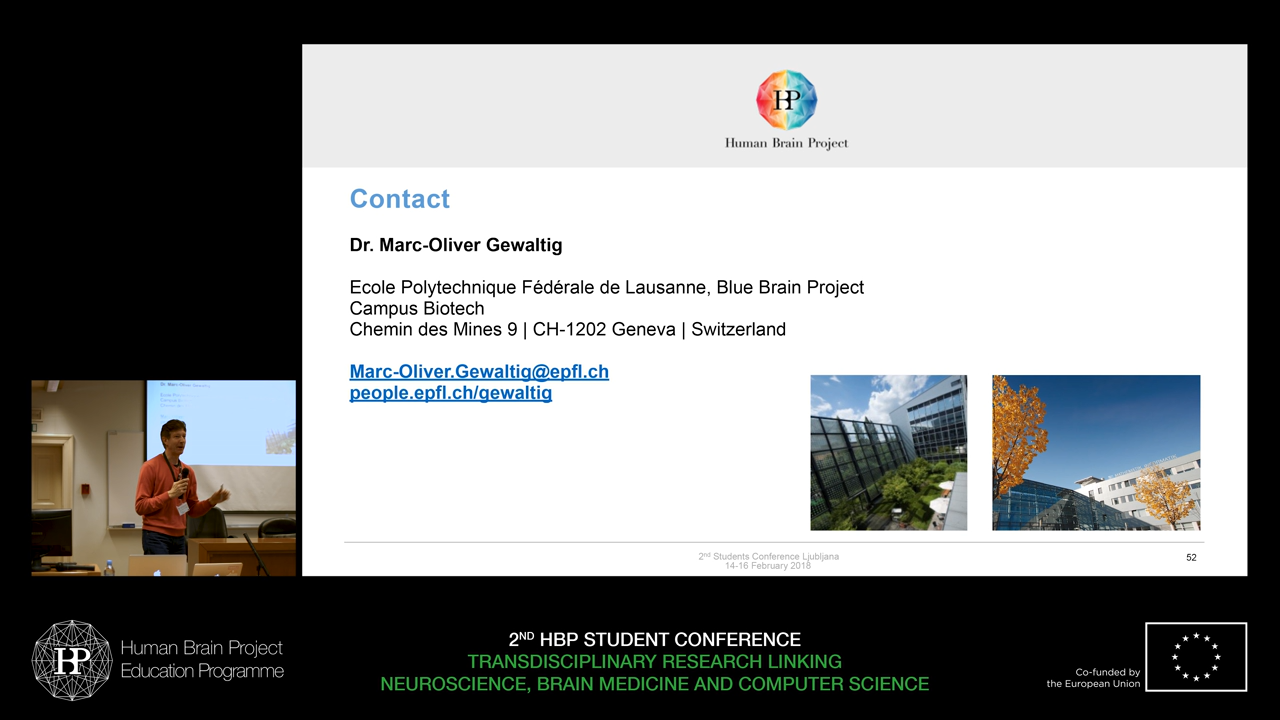 HP
Human Brain Project
Contact
Dr. Marc-Oliver Gewaltig
Ecole Polytechnique Fédérale de Lausanne, Blue Brain Project
Campus Biotech
Chemin des Mines 9 | CH-1202 Geneva | Switzerland
Marc-Oliver.Gewaltig@epfl.ch
people.epfl.ch/gewaltig
2nd Students Conference Ljubljana
14-16 February 2018
52
HP
Human Brain Project
Education Programme
2ND HBP STUDENT CONFERENCE
TRANSDISCIPLINARY RESEARCH LINKING
NEUROSCIENCE, BRAIN MEDICINE AND COMPUTER SCIENCE
Co-funded by
the European Union